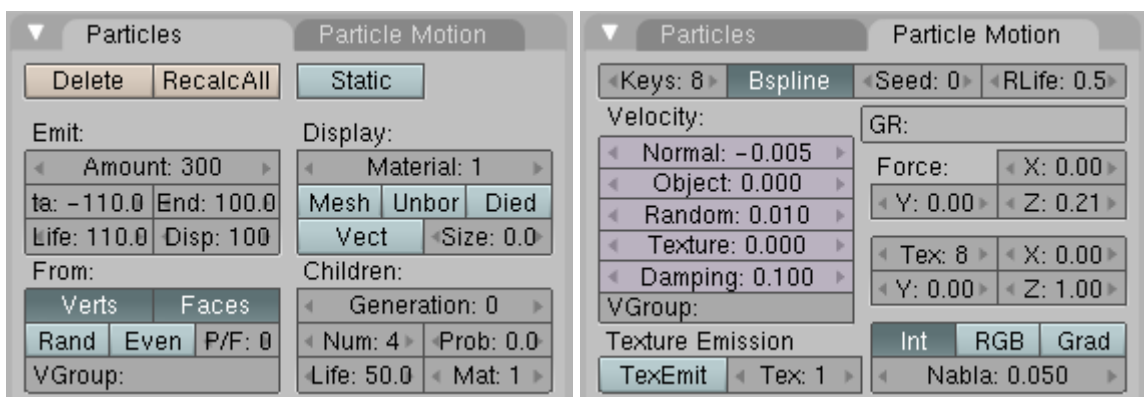 Particles Particle Motion
Delete RecalcAll Static
Emit: Display:
Amount: 300 Material: 1
ta: -110.0 End: 100.0 Mesh Unbor Died
Life: 110.0 Disp: 100 Vect Size: 0.0
From: Children:
Verts Faces Generation: 0
Rand Even P/F: 0 Num: 4 Prob: 0.0
VGroup: Life: 50.0 Mat: 1
Particles Particle Motion
Keys: 8 Bspline Seed: 0 RLife: 0.5
Velocity: GR:
Normal: -0.005 Force: X: 0.00
Object: 0.000 Y: 0.00 Z: 0.21
Random: 0.010
Texture: 0.000 Tex: 8 X: 0.00
Damping: 0.100 Y: 0.00 Z: 1.00
VGroup:
Texture Emission Int RGB Grad
TexEmit Tex: 1 Nabla: 0.050